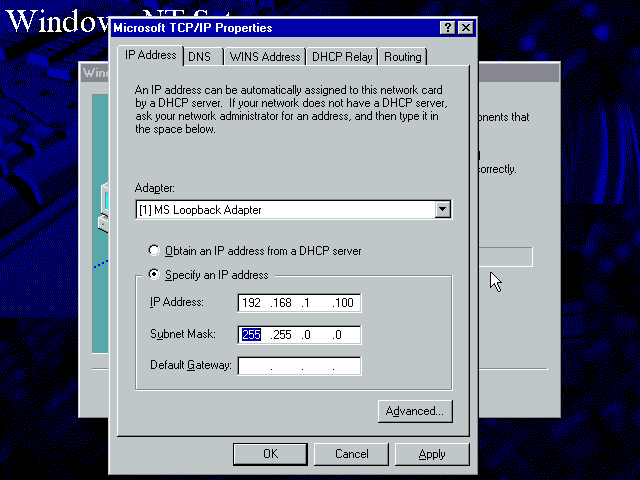 Windows NT Setup
Microsoft TCP/IP Properties
IP Address DNS WINS Address DHCP Relay Routing
An IP address can be automatically assigned to this network card
by a DHCP server. If your network does not have a DHCP server,
ask your network administrator for an address, and then type it in
the space below.
Adapter:
[1] MS Loopback Adapter
Obtain an IP address from a DHCP server
Specify an IP address
IP Address: 192 .168 .1 .100
Subnet Mask: 255 .255 .0 .0
Default Gateway: . . .
Advanced...
OK Cancel Apply
Wind
onents that
orrectly.